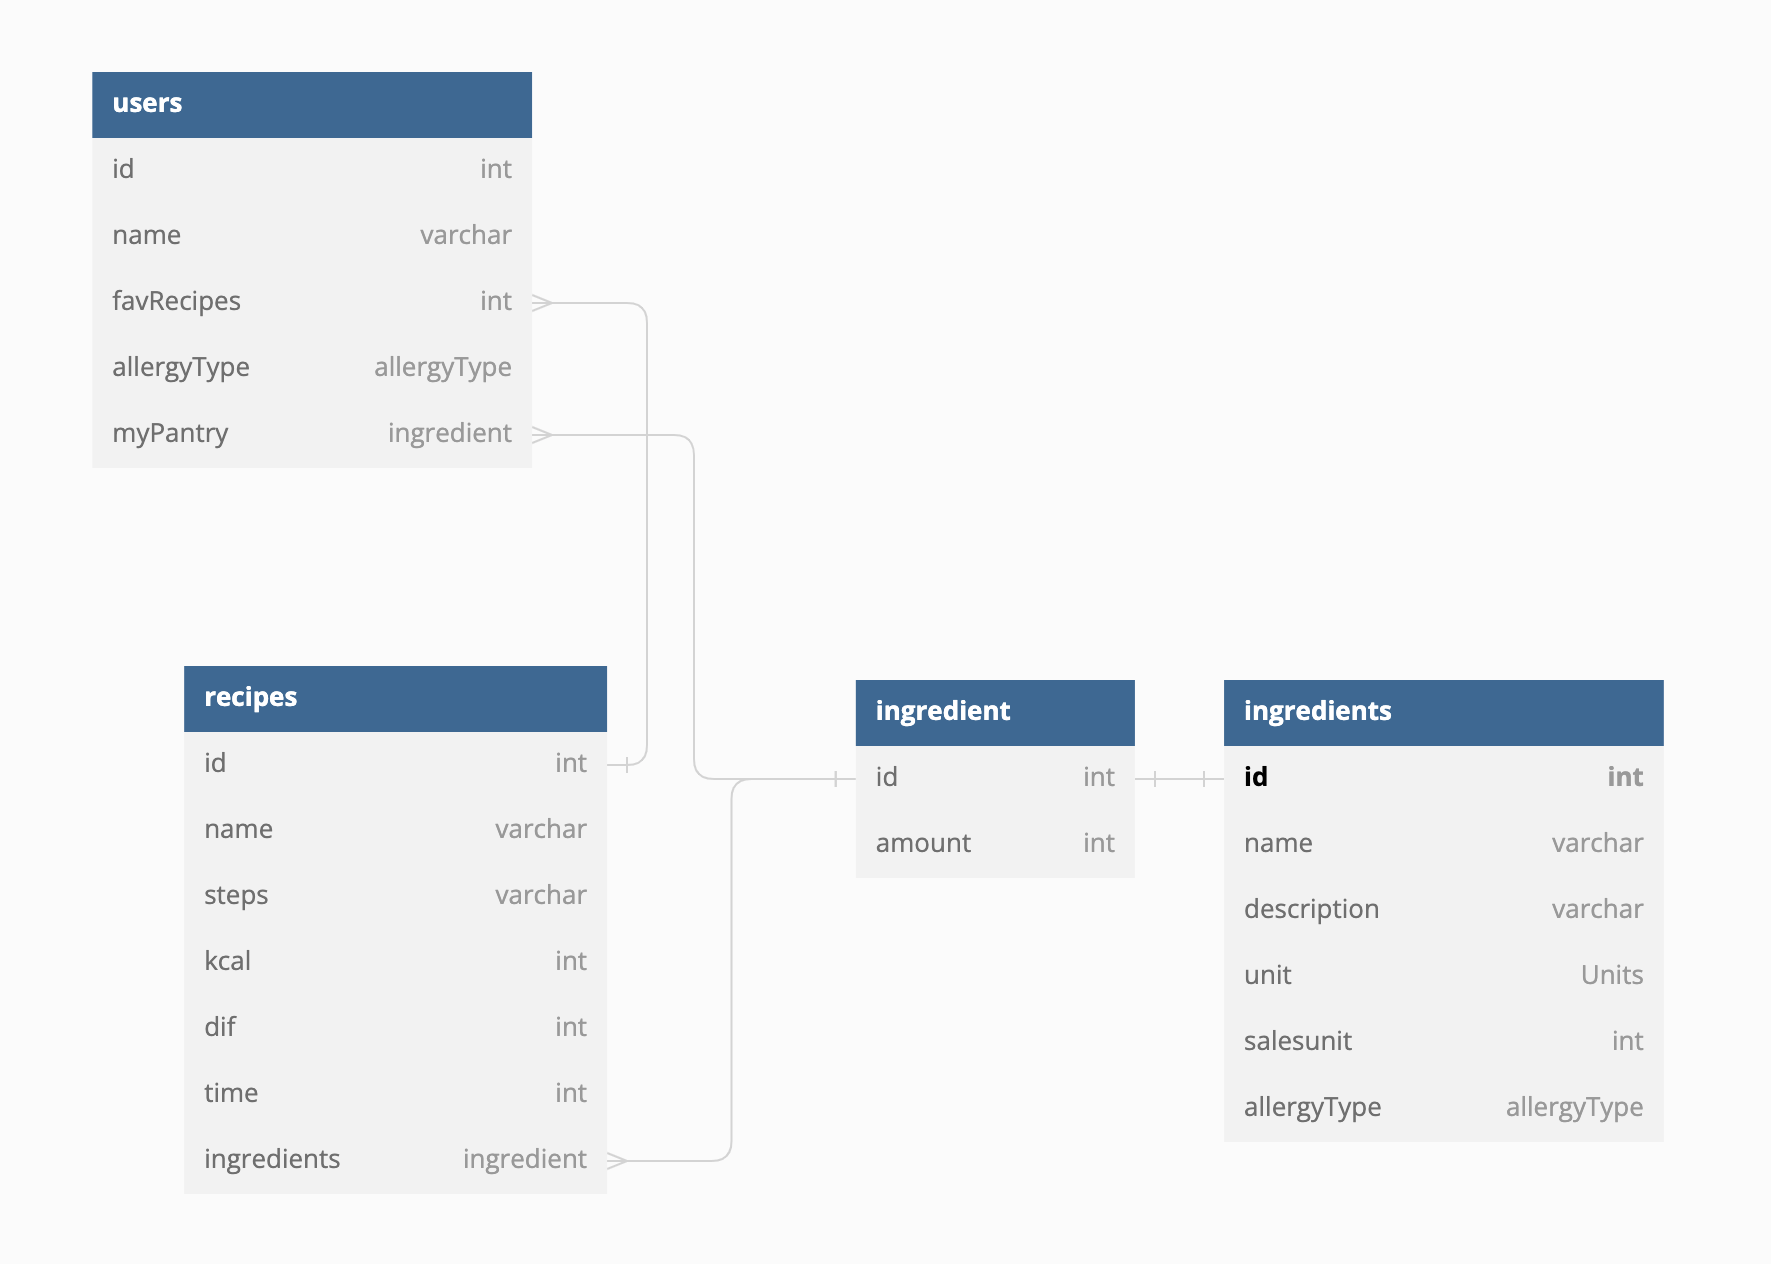 users
id int
name varchar
favRecipes int
allergyType allergyType
myPantry ingredient
recipes
id int
name varchar
steps varchar
kcal int
dif int
time int
ingredients ingredient
ingredient
id int
amount int
ingredients
id int
name varchar
description varchar
unit Units
salesunit int
allergyType allergyType